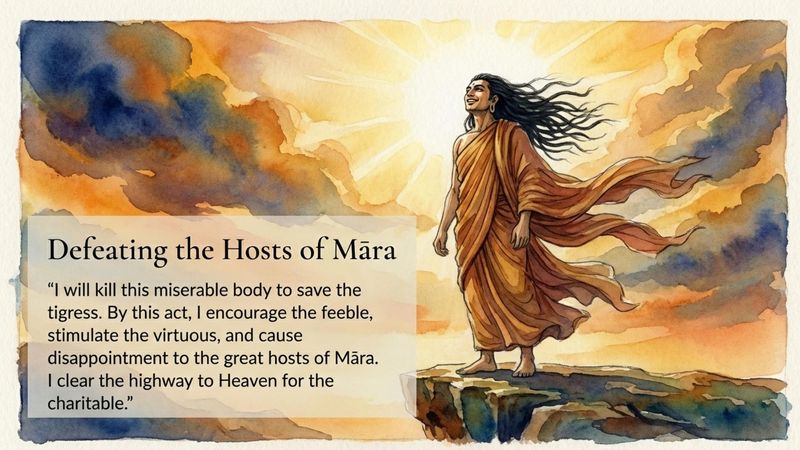 Defeating the Hosts of Māra
“I will kill this miserable body to save the
tigress. By this act, I encourage the feeble,
stimulate the virtuous, and cause
disappointment to the great hosts of Māra.
I clear the highway to Heaven for the
charitable.”